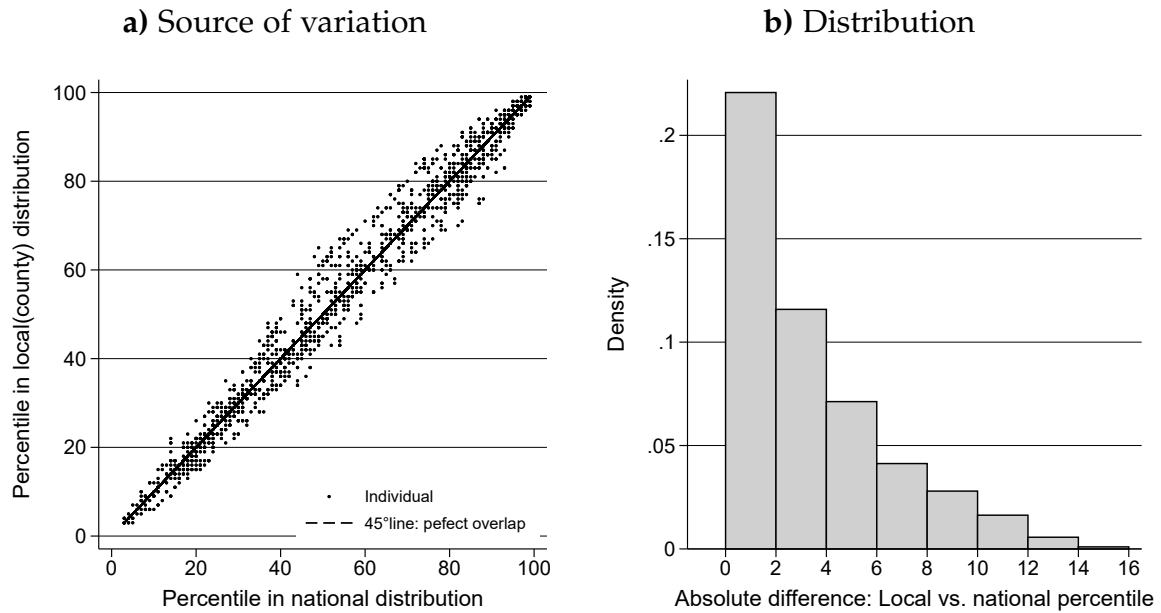 a) Source of variation
100
80
60
40
20
0
Percentile in local(county) distribution
Individual
45°line: pefect overlap
0 20 40 60 80 100
Percentile in national distribution
b) Distribution
.2
.15
.1
.05
0
Density
0 2 4 6 8 10 12 14 16
Absolute difference: Local vs. national percentile